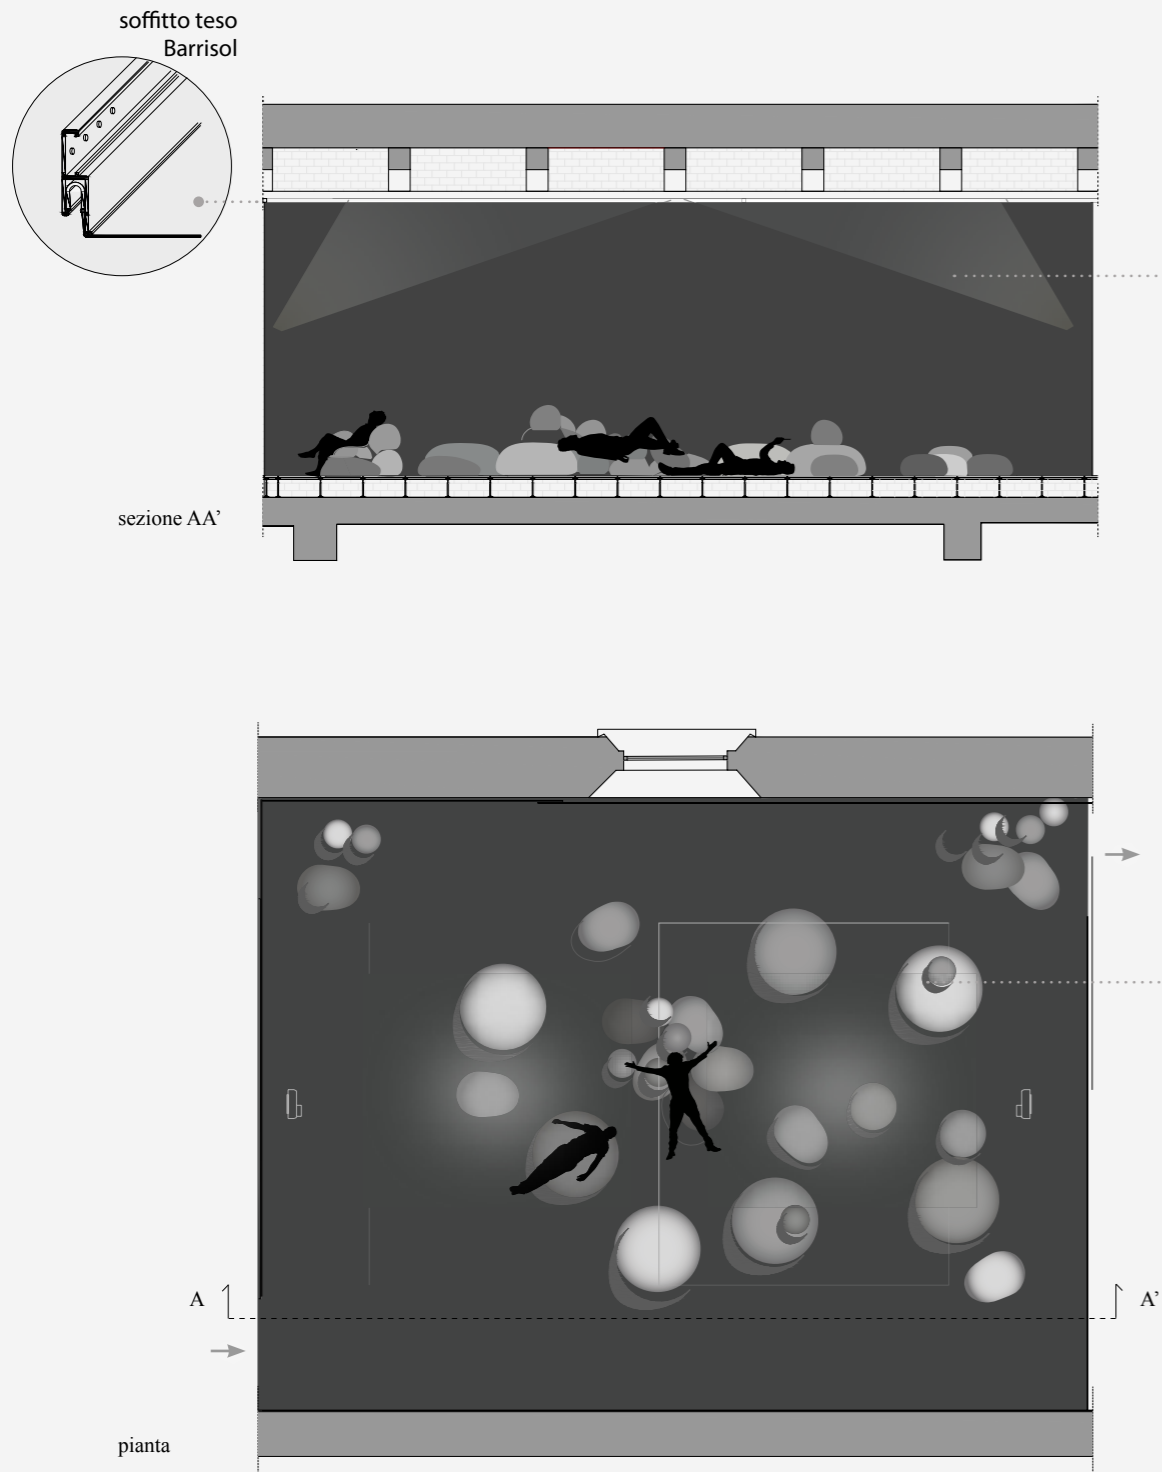 soffitto teso
Barrisol
sezione AA’
A
A’
pianta